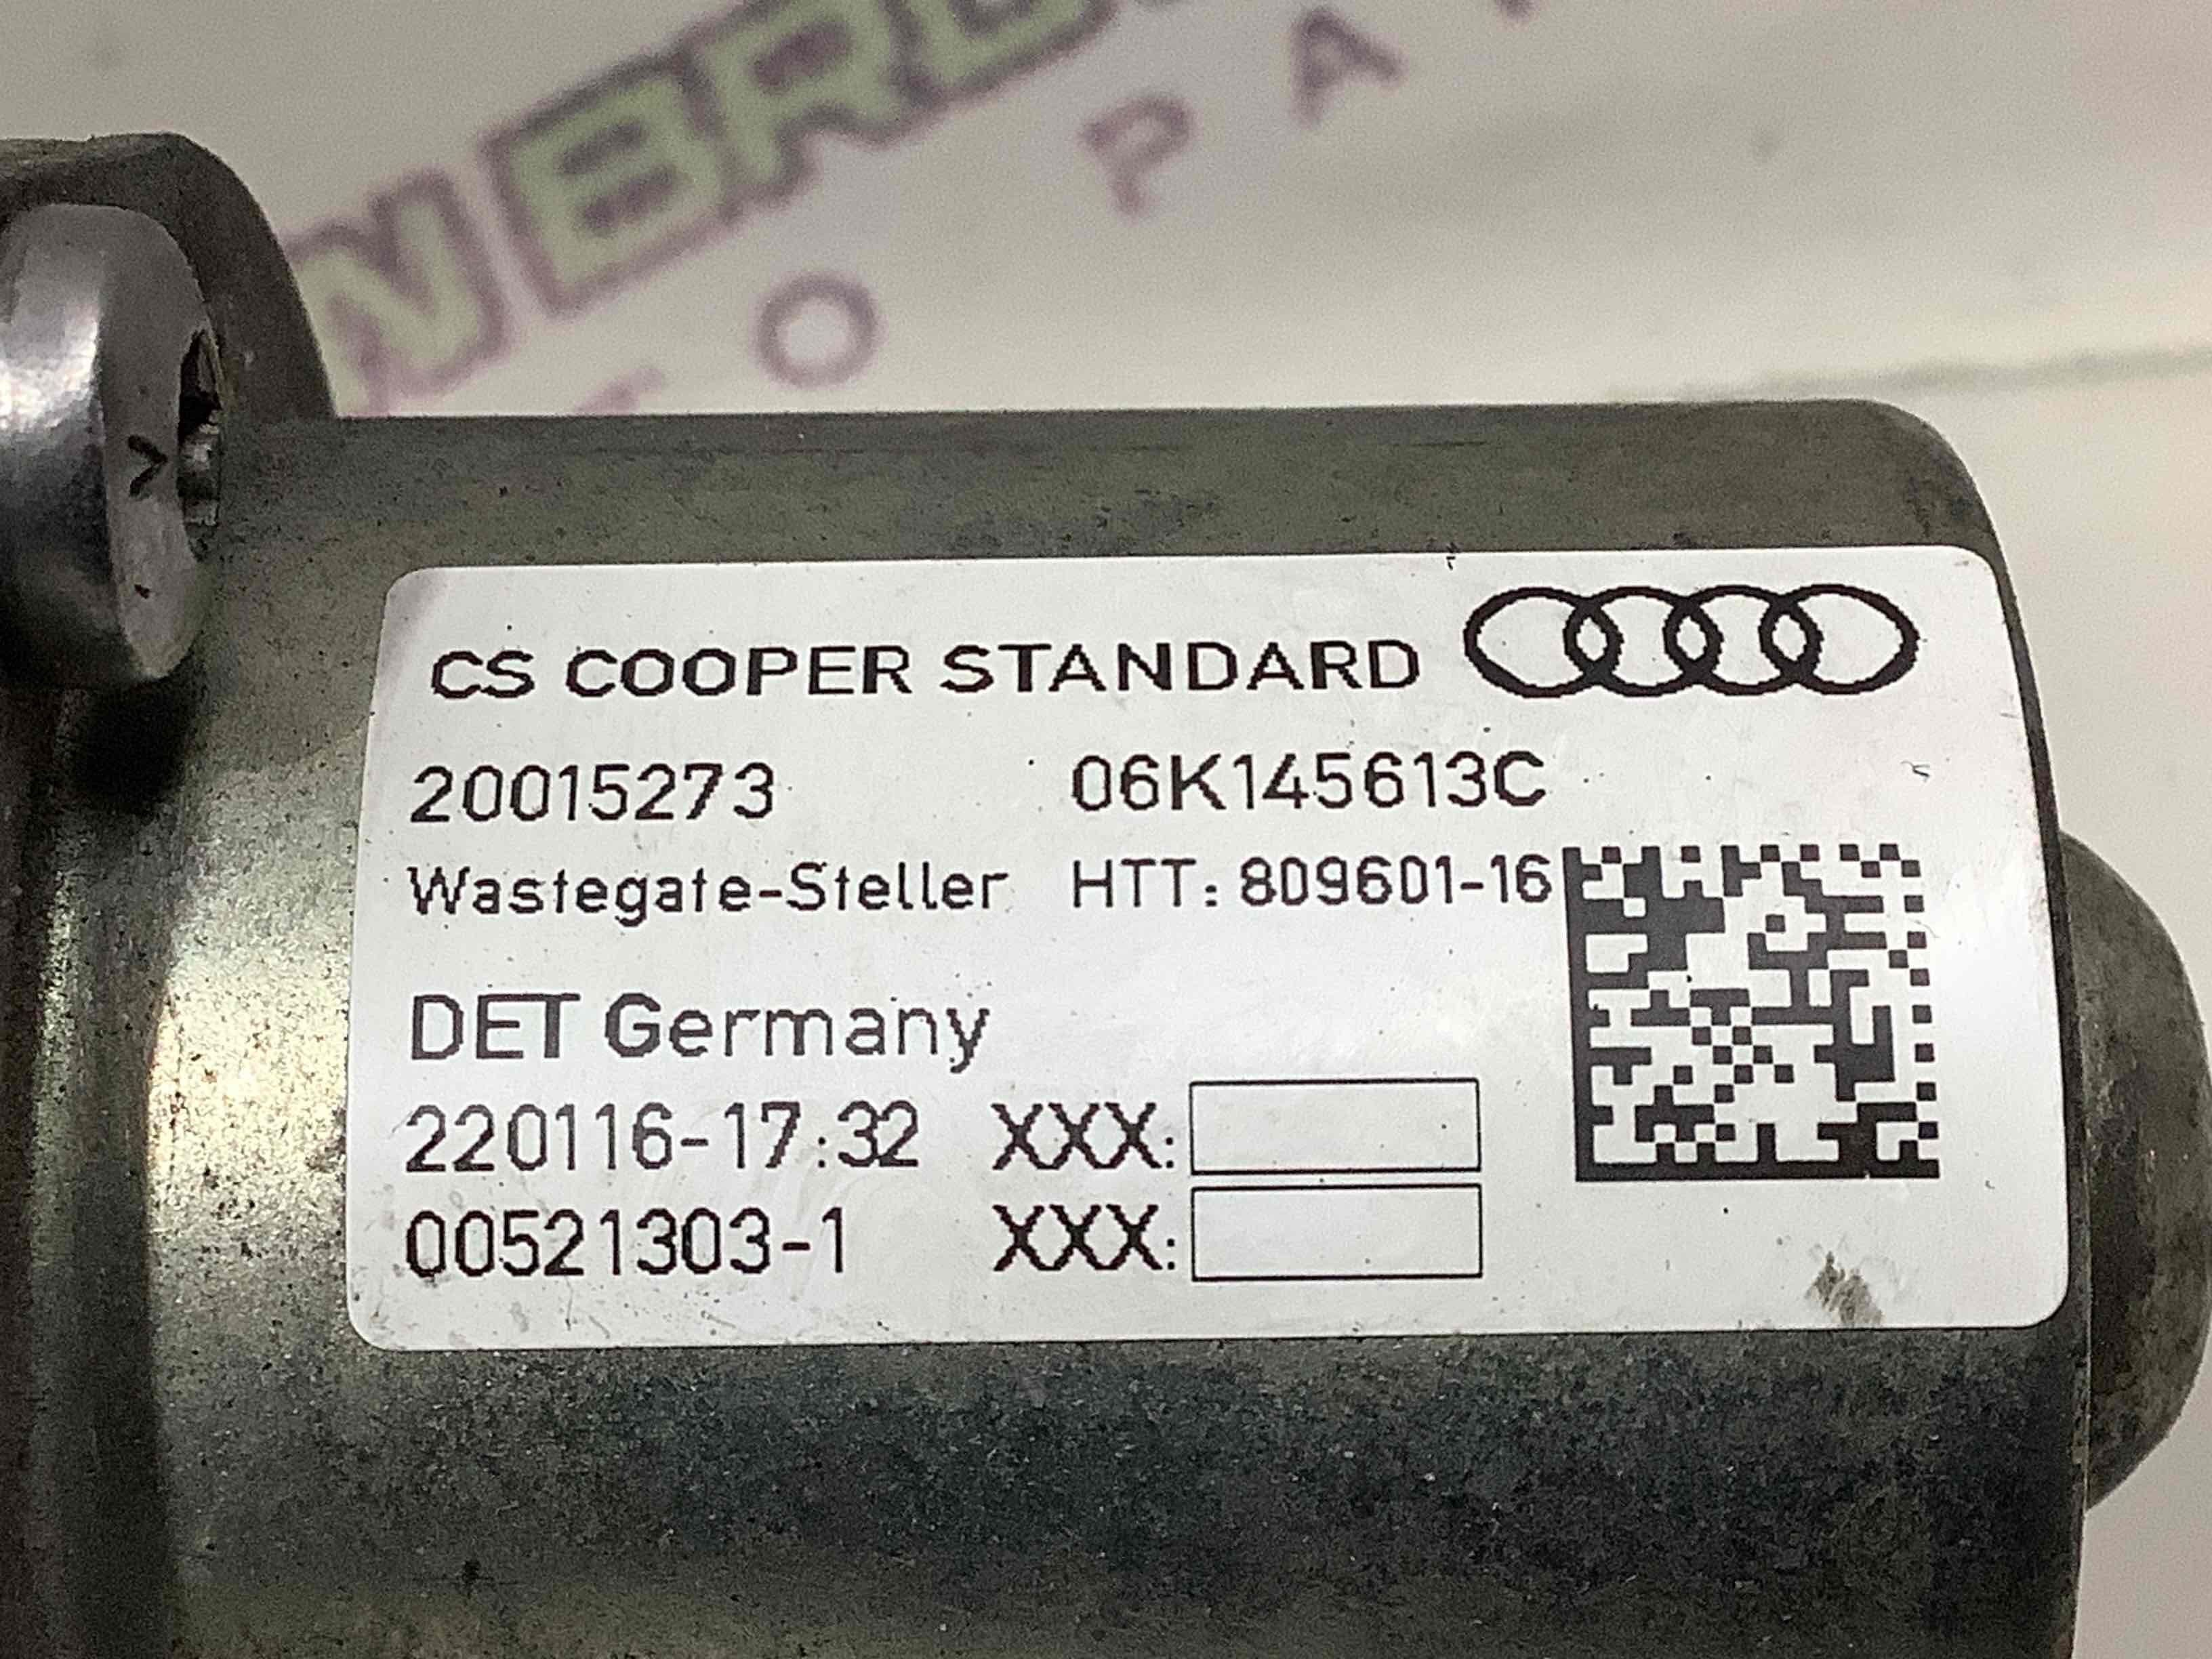 CS COOPER STANDARD
20015273 06K145613C
Wastegate-Steller HTT: 809601-16
DET Germany
220116-17:32 XXX:
00521303-1 XXX: